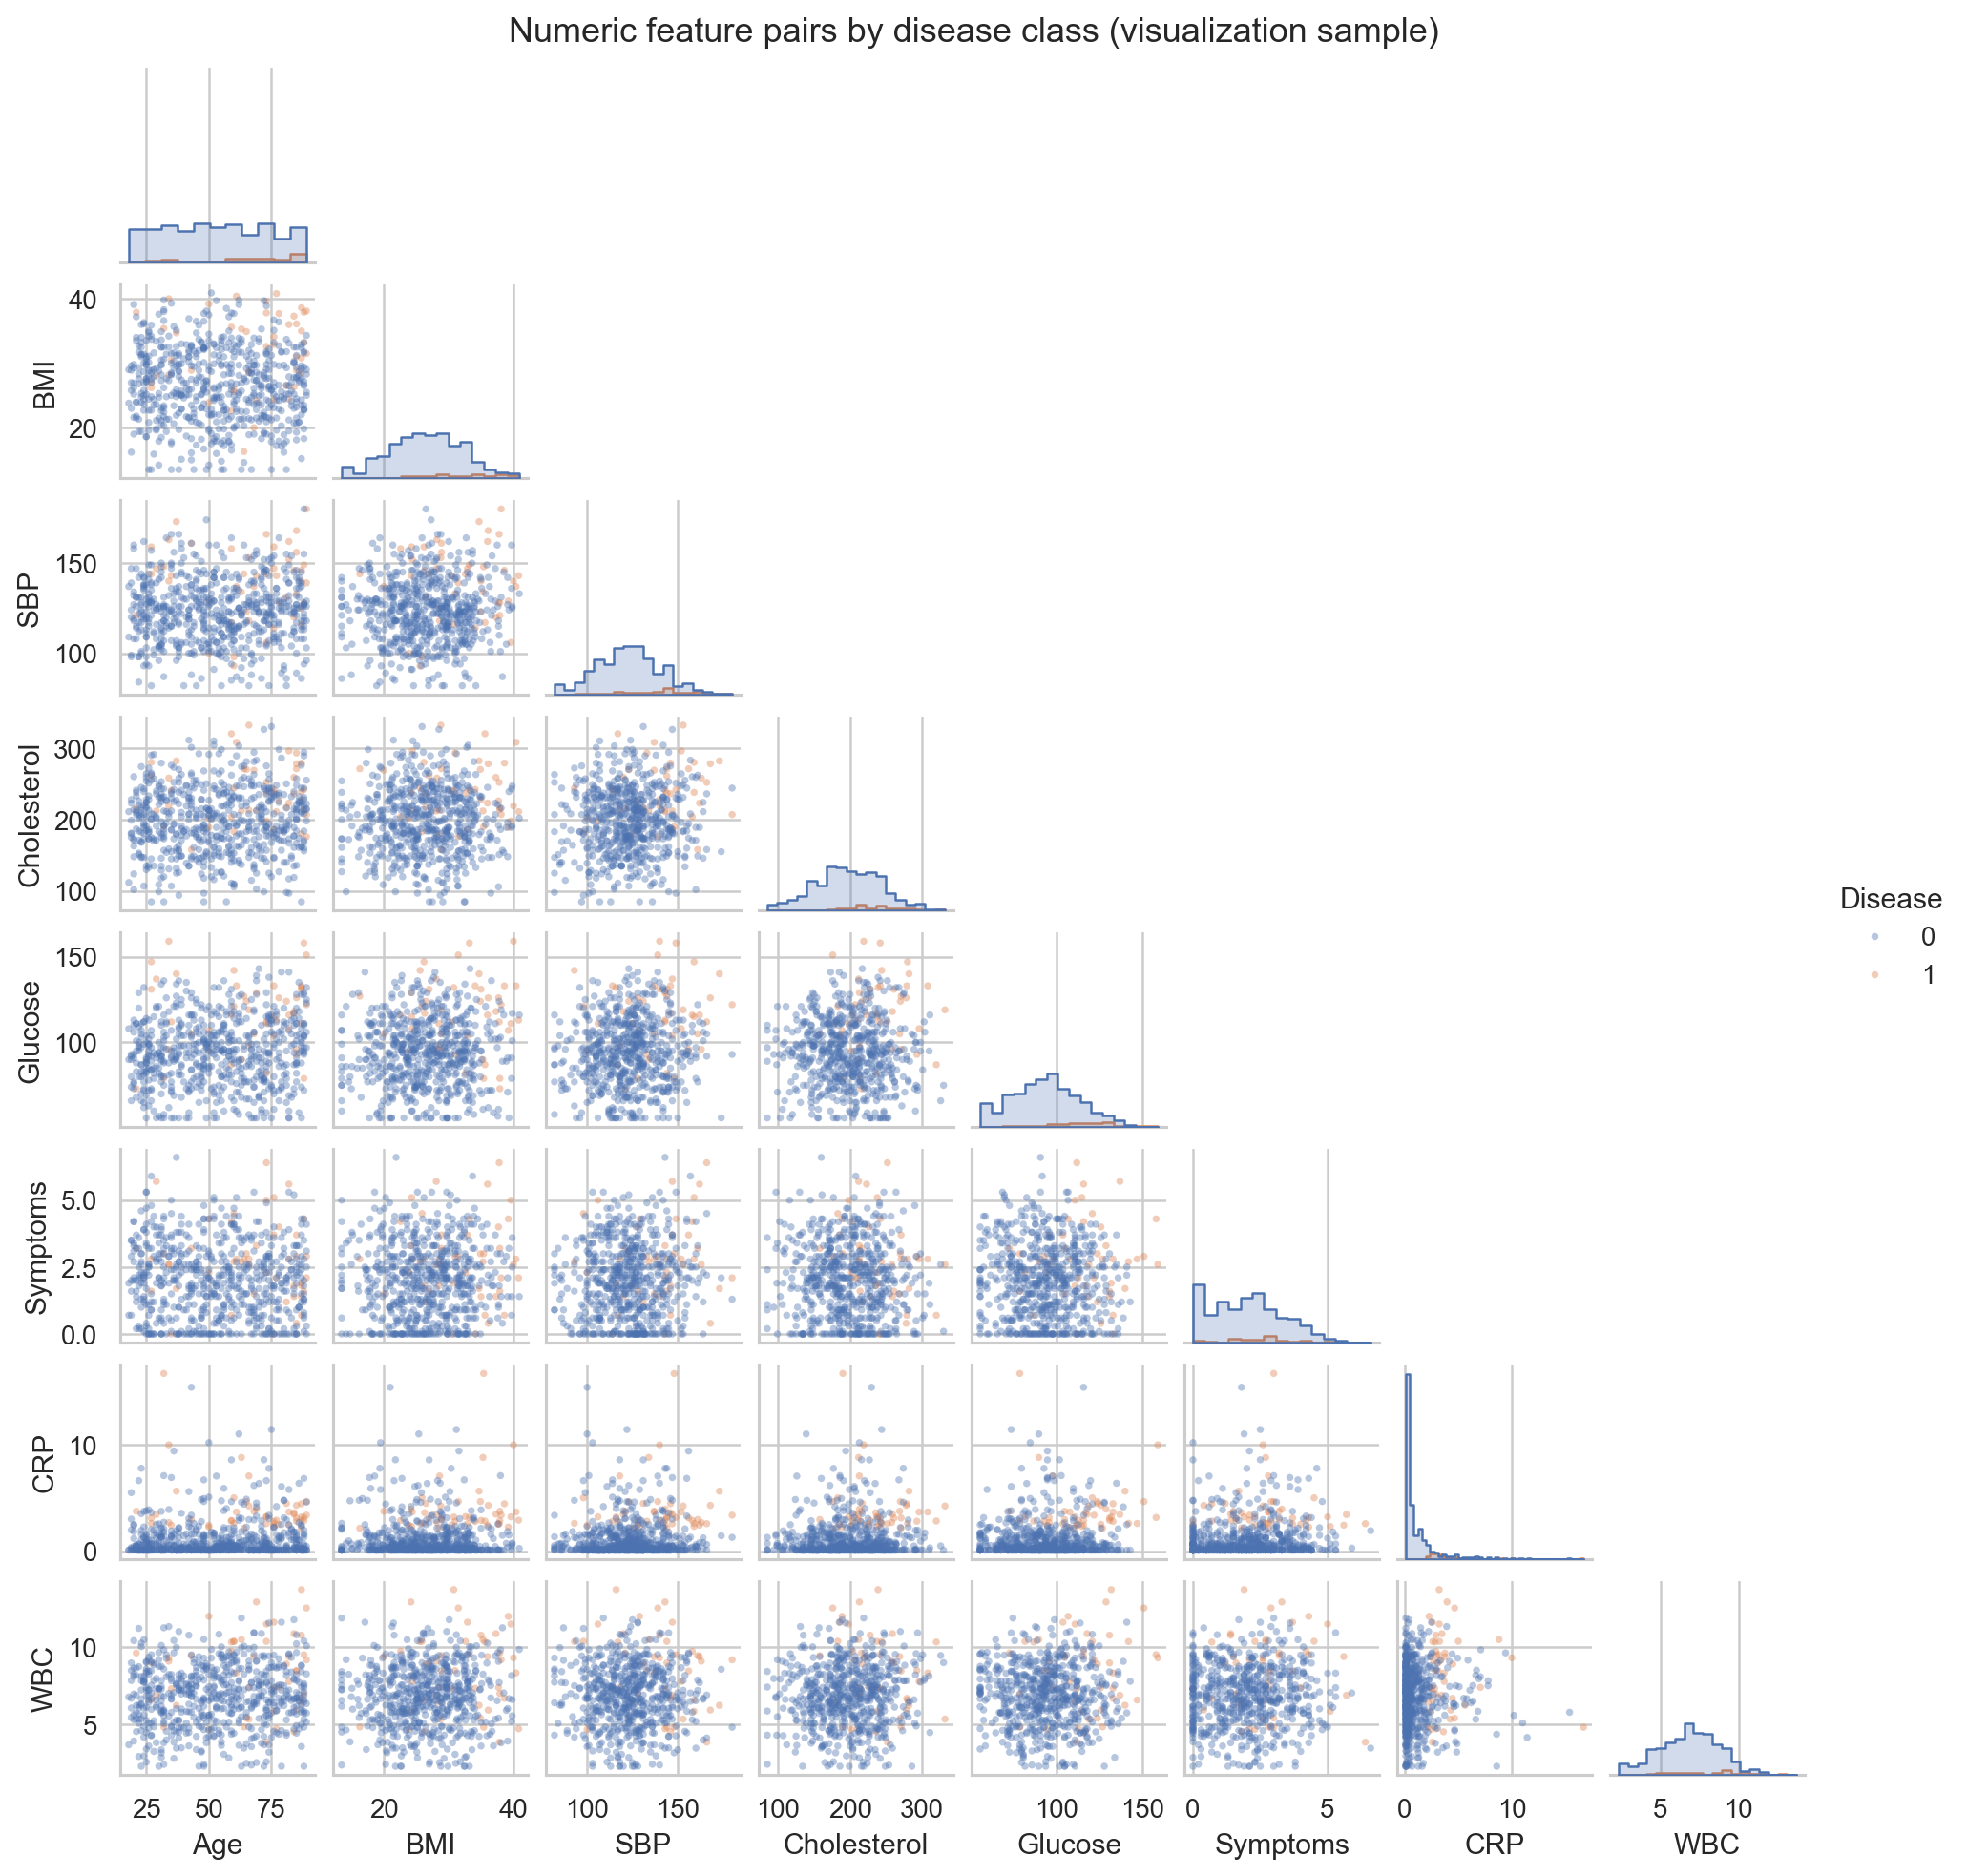 Numeric feature pairs by disease class (visualization sample)
40
BMI
20
150
SBP
100
300
Cholesterol
200
100
Disease
0
1
150
Glucose
100
5.0
Symptoms
2.5
0.0
10
CRP
0
10
WBC
5
25 50 75 20 40 100 150 100 200 300 100 150 0 5 0 10 5 10
Age BMI SBP Cholesterol Glucose Symptoms CRP WBC